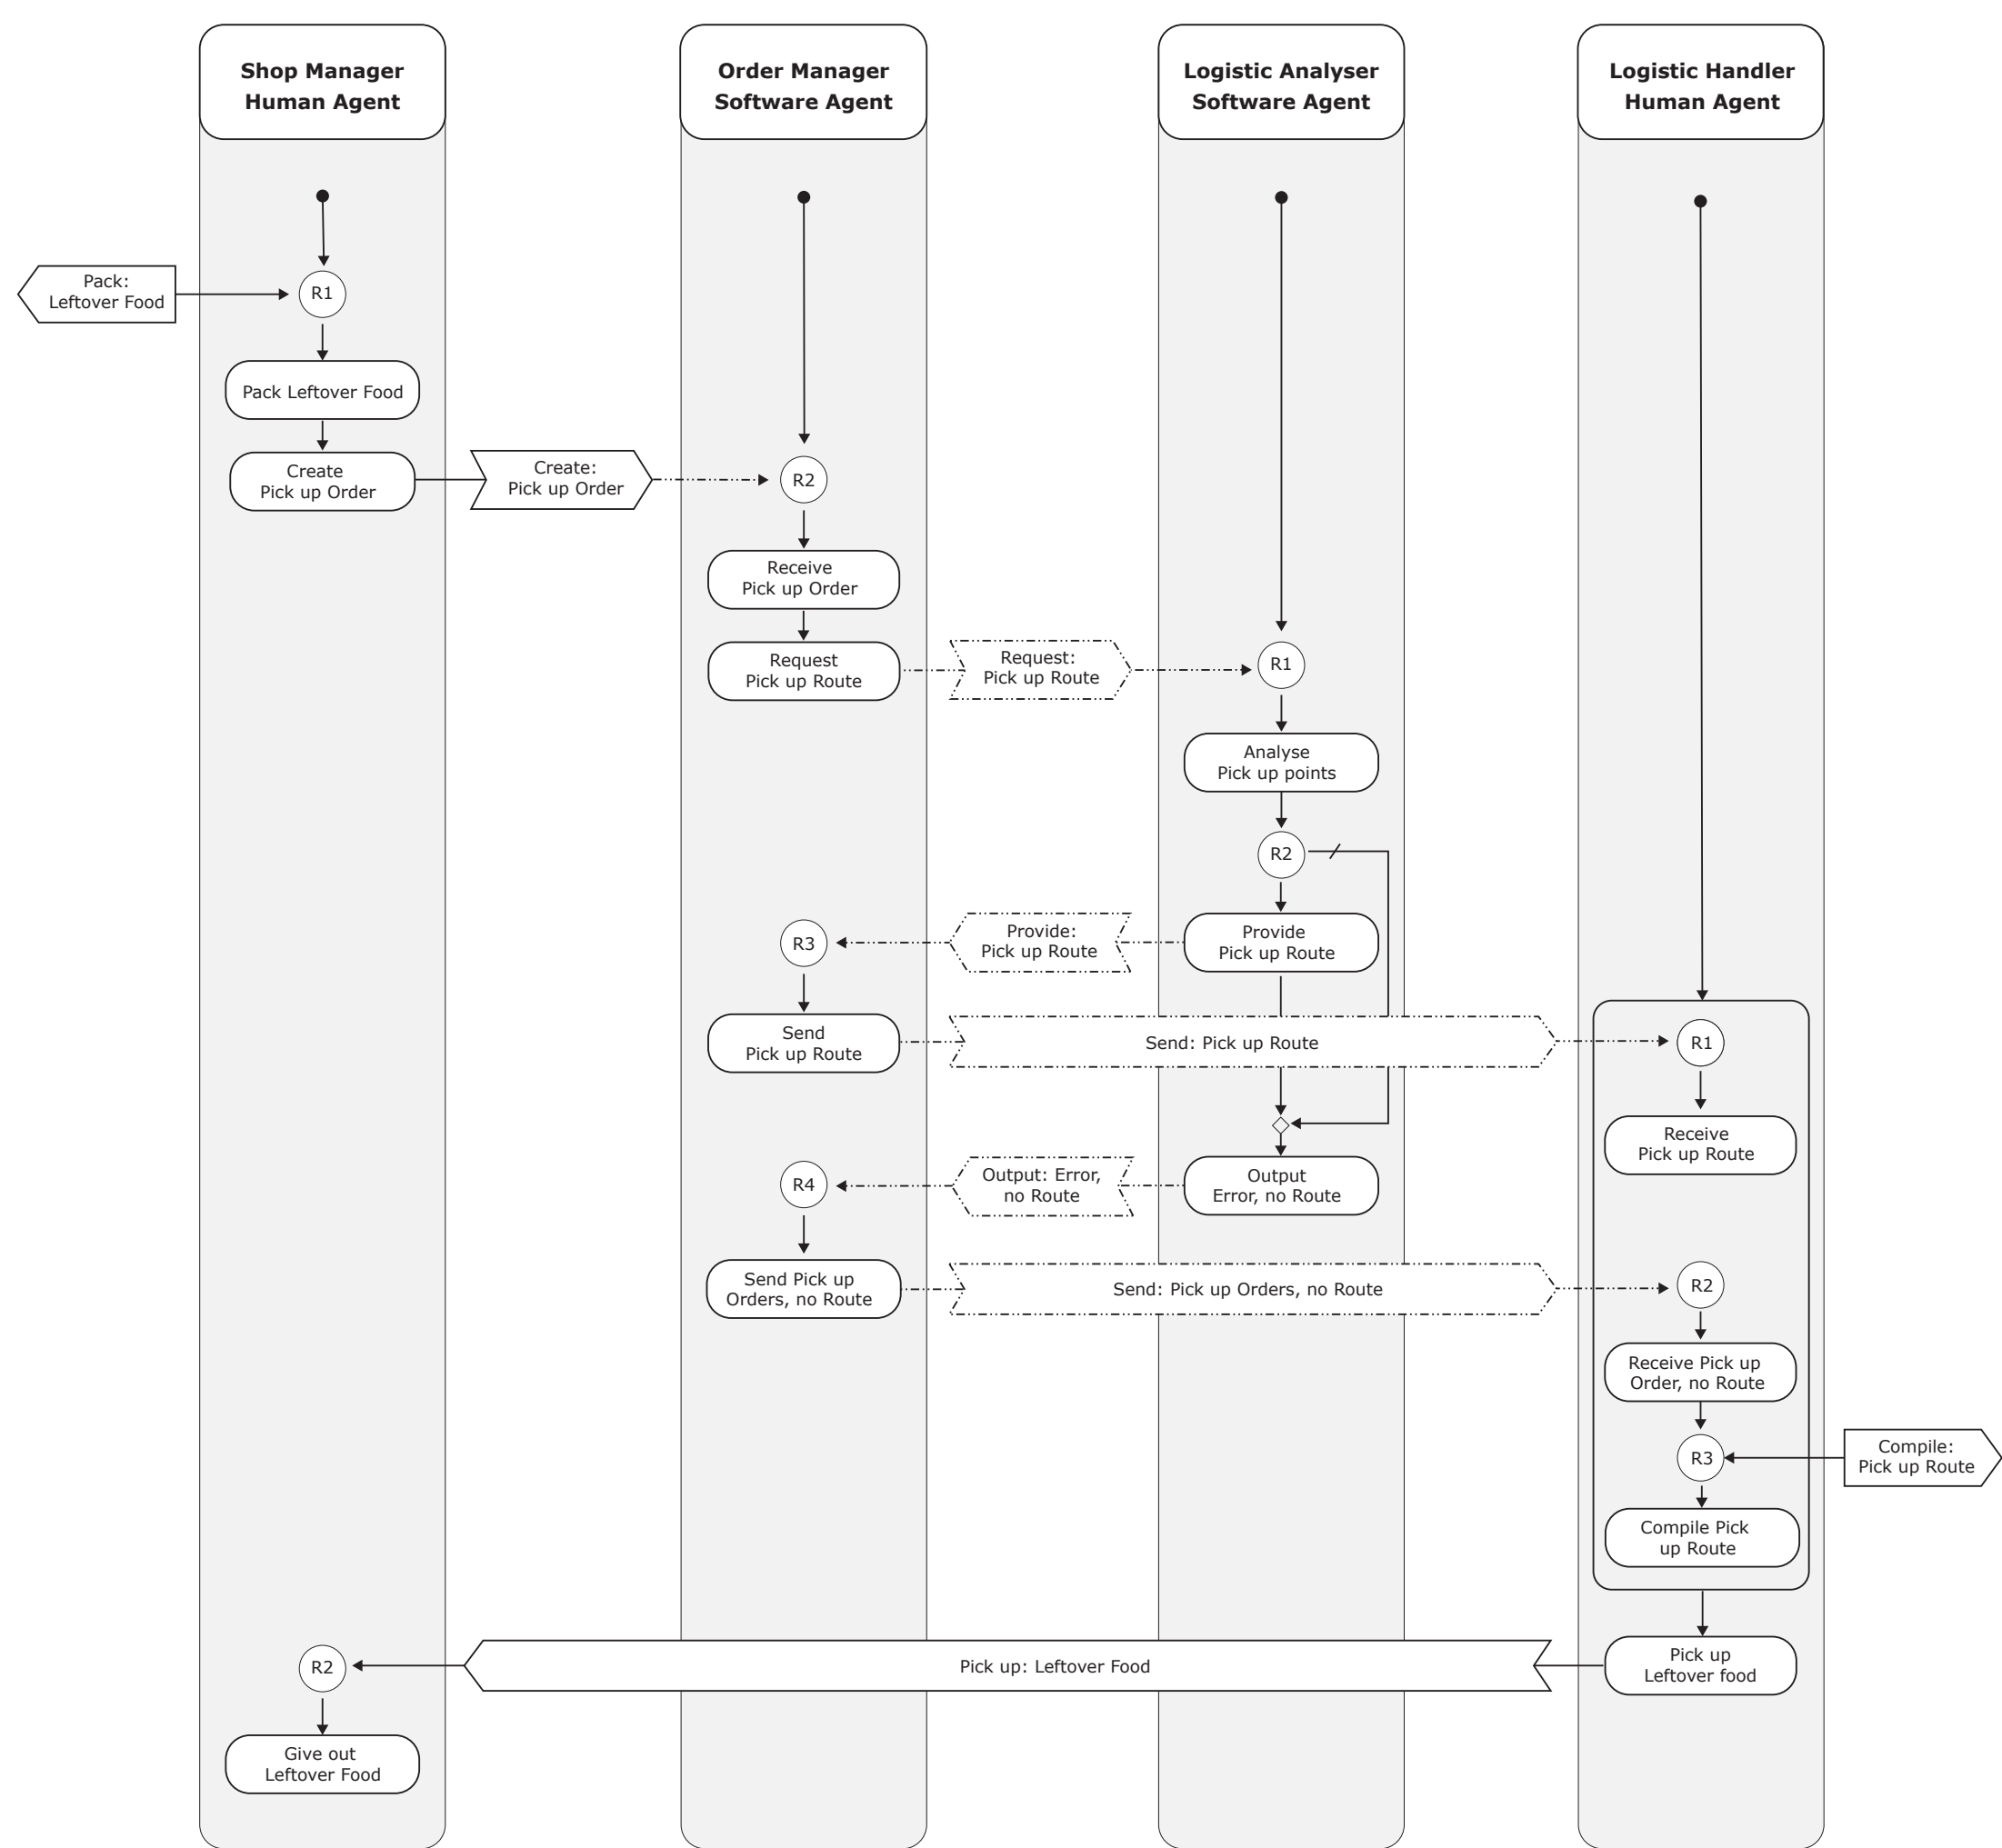 Shop Manager
Human Agent
Order Manager
Software Agent
Logistic Analyser
Software Agent
Logistic Handler
Human Agent
Pack:
Leftover Food
R1
Pack Leftover Food
Create
Pick up Order
Create:
Pick up Order
R2
Receive
Pick up Order
Request
Pick up Route
Request:
Pick up Route
R1
Analyse
Pick up points
R2
Provide
Pick up Route
Provide:
Pick up Route
R3
Send
Pick up Route
Send: Pick up Route
R1
Receive
Pick up Route
Output
Error, no Route
Output: Error,
no Route
R4
Send Pick up
Orders, no Route
Send: Pick up Orders, no Route
R2
Receive Pick up
Order, no Route
R3
Compile:
Pick up Route
Compile Pick
up Route
Pick up
Leftover food
Pick up: Leftover Food
R2
Give out
Leftover Food